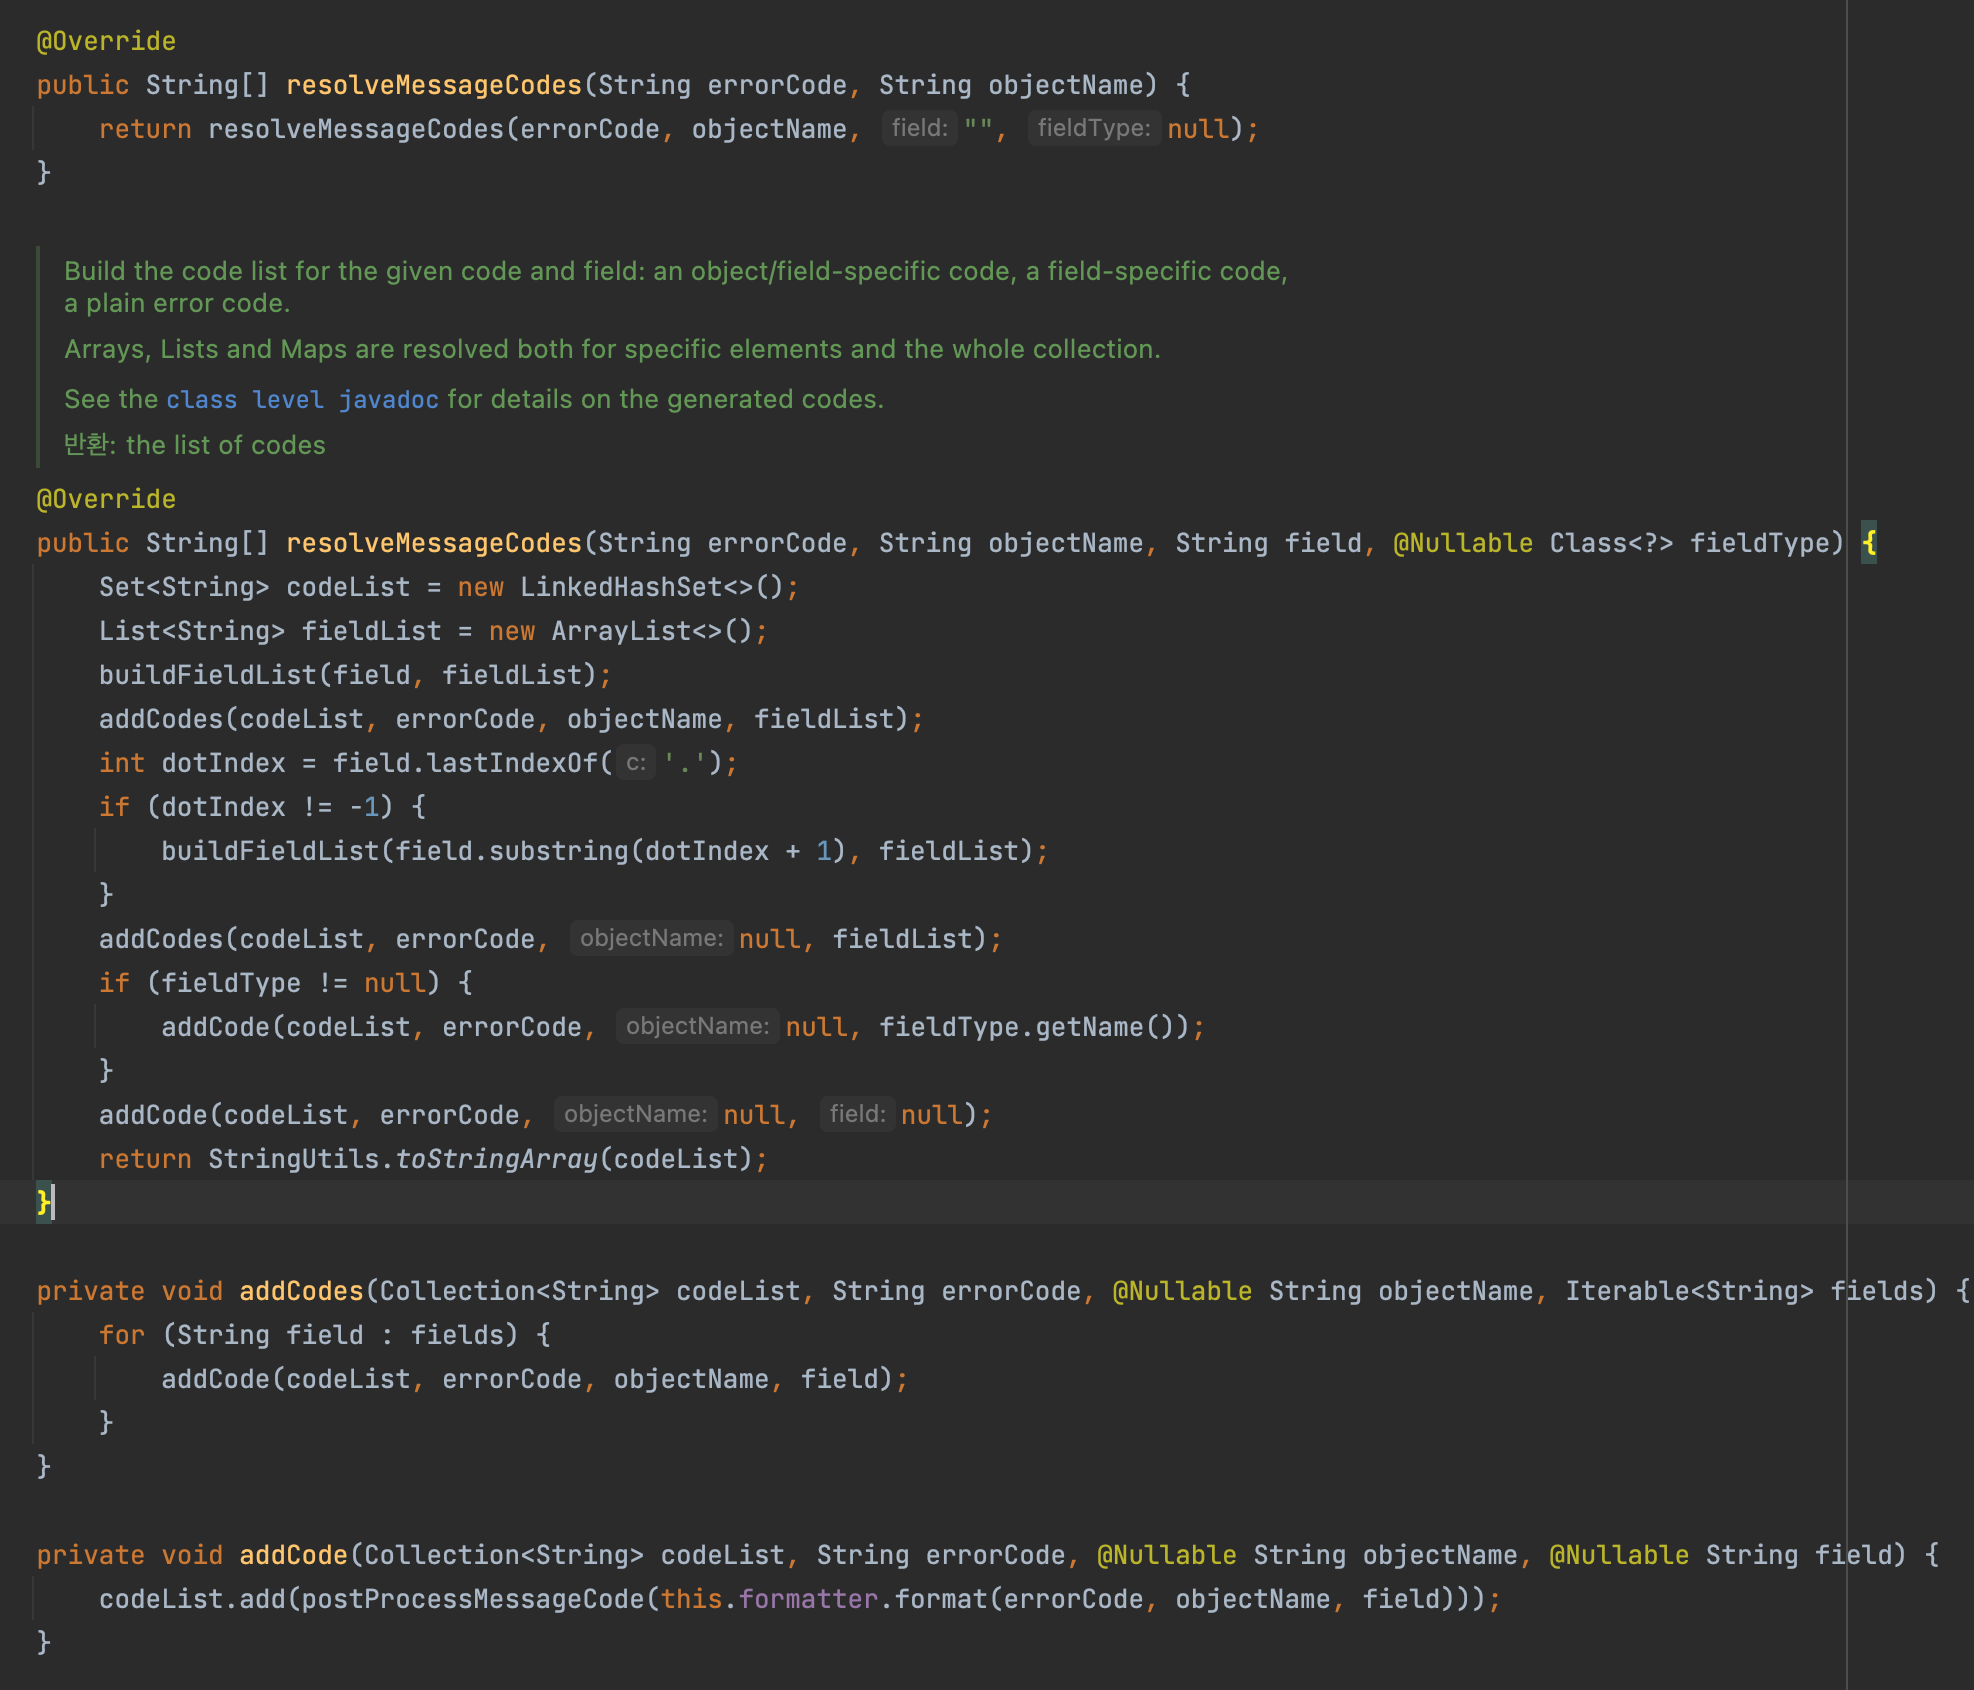 @Override
public String[] resolveMessageCodes(String errorCode, String objectName) {
    return resolveMessageCodes(errorCode, objectName, field: "", fieldType: null);
}
Build the code list for the given code and field: an object/field-specific code, a field-specific code,
a plain error code.
Arrays, Lists and Maps are resolved both for specific elements and the whole collection.
See the class level javadoc for details on the generated codes.
반환: the list of codes
@Override
public String[] resolveMessageCodes(String errorCode, String objectName, String field, @Nullable Class<?> fieldType) {
    Set<String> codeList = new LinkedHashSet<>();
    List<String> fieldList = new ArrayList<>();
    buildFieldList(field, fieldList);
    addCodes(codeList, errorCode, objectName, fieldList);
    int dotIndex = field.lastIndexOf( c: '.');
    if (dotIndex != -1) {
        buildFieldList(field.substring(dotIndex + 1), fieldList);
    }
    addCodes(codeList, errorCode, objectName: null, fieldList);
    if (fieldType != null) {
        addCode(codeList, errorCode, objectName: null, fieldType.getName());
    }
    addCode(codeList, errorCode, objectName: null, field: null);
    return StringUtils.toStringArray(codeList);
}
private void addCodes(Collection<String> codeList, String errorCode, @Nullable String objectName, Iterable<String> fields) {
    for (String field : fields) {
        addCode(codeList, errorCode, objectName, field);
    }
}
private void addCode(Collection<String> codeList, String errorCode, @Nullable String objectName, @Nullable String field) {
    codeList.add(postProcessMessageCode(this.formatter.format(errorCode, objectName, field)));
}